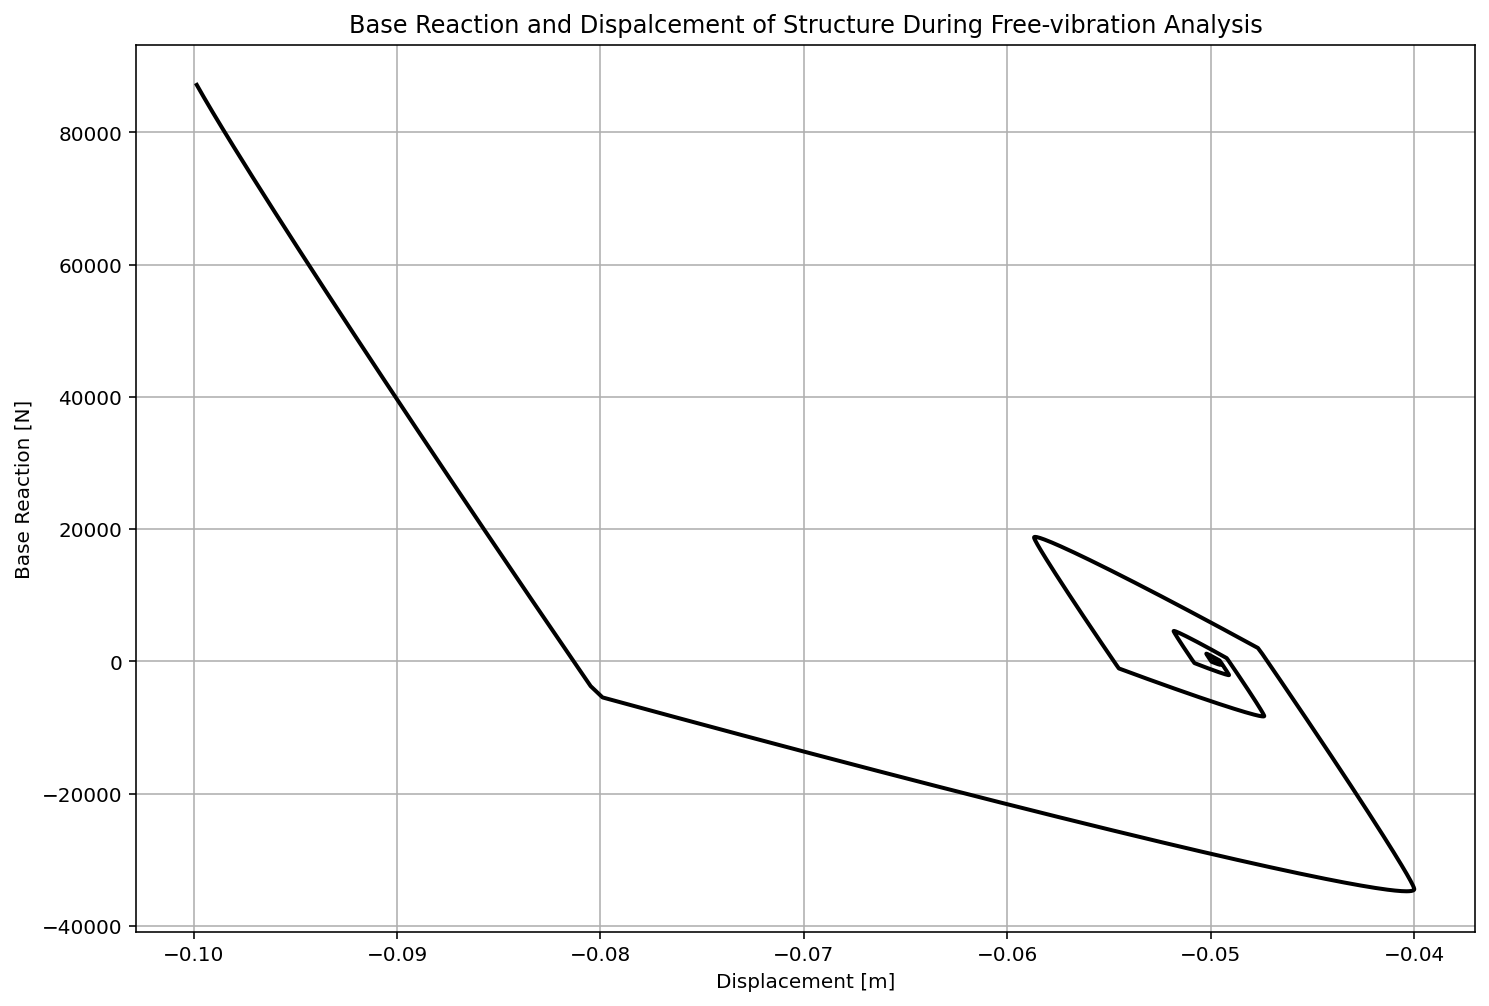 Base Reaction and Dispalcement of Structure During Free-vibration Analysis
80000
60000
40000
20000
0
−20000
−40000
Base Reaction [N]
−0.10 −0.09 −0.08 −0.07 −0.06 −0.05 −0.04
Displacement [m]